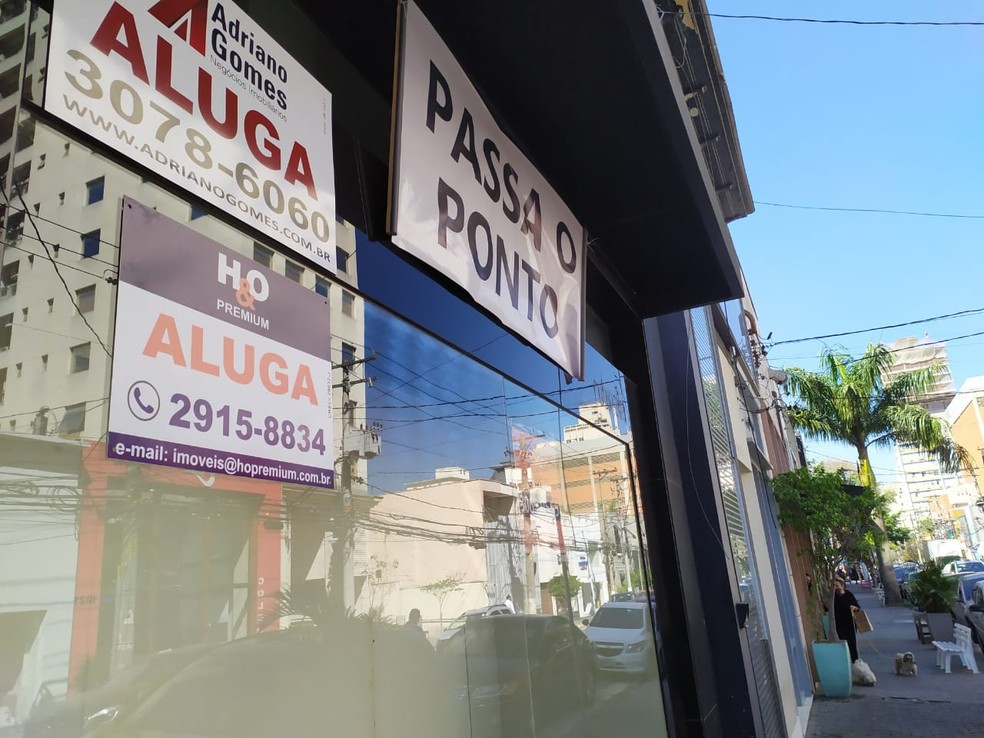 Adriano
Gomes
Negócios Imobiliários
ALUGA
3078-6060
WWW.ADRIANOGOMES.COM.BR
H&O
PREMIUM
ALUGA
2915-8834
e-mail: imoveis@hopremium.com.br
PASSA O
PONTO